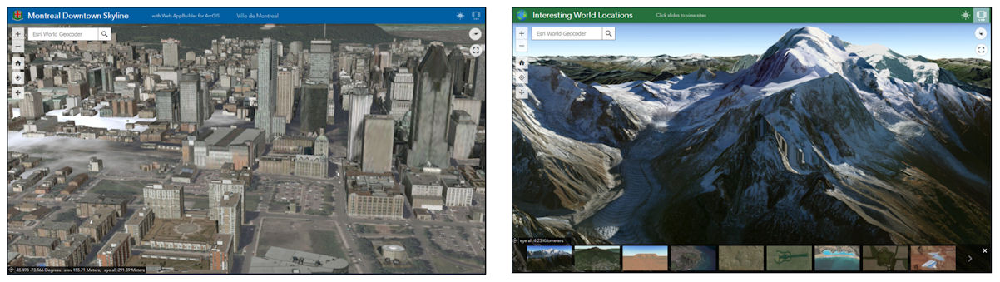 Montreal Downtown Skyline with Web AppBuilder for ArcGIS Ville de Montreal
Esri World Geocoder
45.498 -73.566 Degrees elev 155.71 Meters, eye alt:291.59 Meters
Interesting World Locations Click slides to view sites
Esri World Geocoder
eye alt:4.23 Kilometers